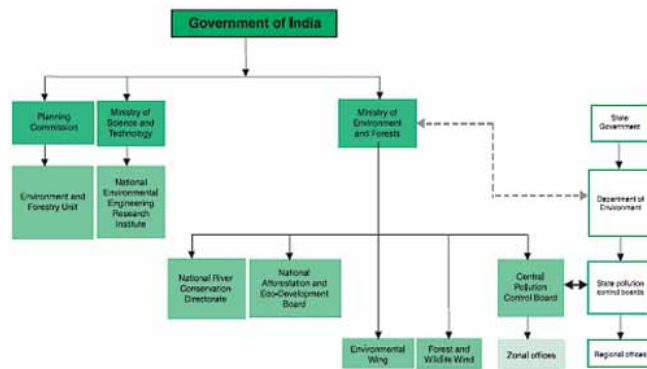 Government of India
Planning
Commission
Ministry of
Science and
Technology
Ministry of
Environment
and Forests
State
Government
Environment and
Forestry Unit
National
Environmental
Engineering
Research
Institute
Department of
Environment
National River
Conservation
Directorate
National
Afforestation and
Eco-Development
Board
Central
Pollution
Control Board
State pollution
control boards
Environmental
Wing
Forest and
Wildlife Wind
Zonal offices
Regional offices